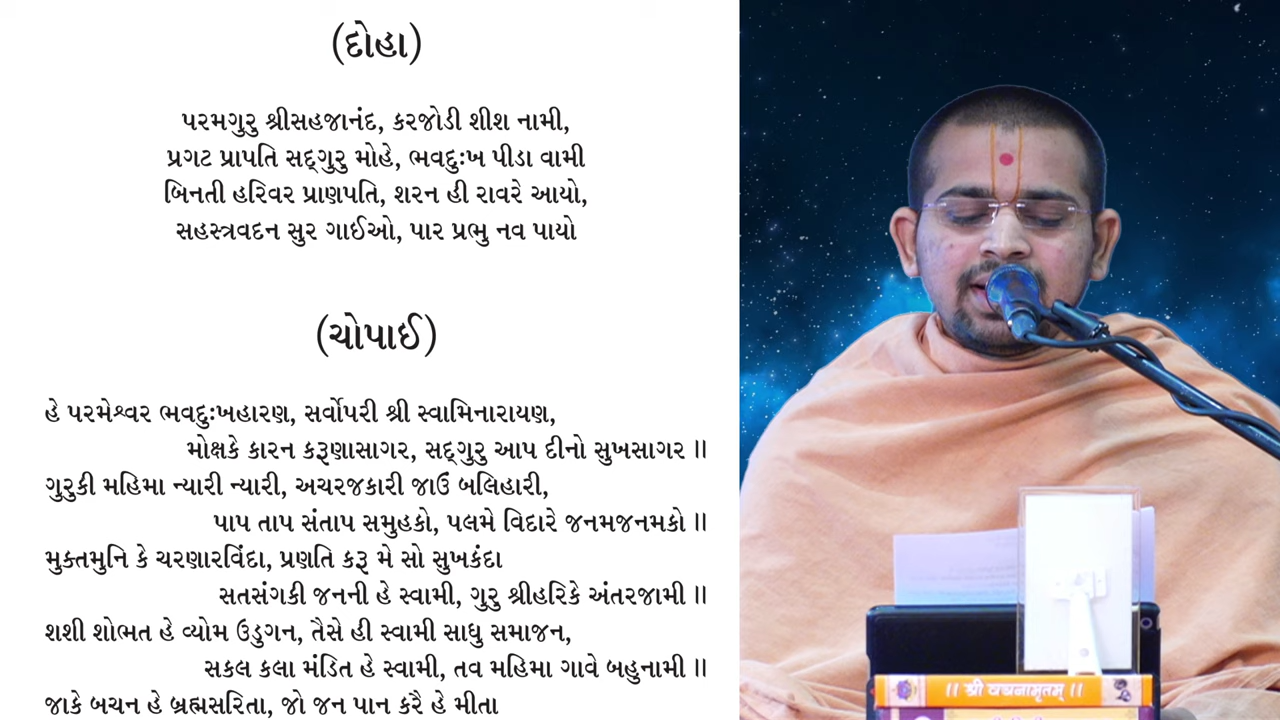 (દોહા)
પરમગુરુ શ્રીસહજાનંદ, કરજોડી શીશ નામી,
પ્રગટ પ્રાપતિ સદ્‌ગુરુ મોહે, ભવદુઃખ પીડા વામી
બિનતી હરિવર પ્રાણપતિ, શરન હી રાવરે આયો,
સહસ્ત્રવદન સુર ગાઈઓ, પાર પ્રભુ નવ પાયો
(ચોપાઈ)
હે પરમેશ્વર ભવદુઃખહારણ, સર્વોપરી શ્રી સ્વામિનારાયણ,
મોક્ષકે કારન કરૂણાસાગર, સદ્‌ગુરુ આપ દીનો સુખસાગર ॥
ગુરુકી મહિમા ન્યારી ન્યારી, અચરજકારી જાઉં બલિહારી,
પાપ તાપ સંતાપ સમુહકો, પલમે વિદારે જનમજનમકો ॥
મુક્તમુનિ કે ચરણારવિંદા, પ્રણતિ કરૂ મે સો સુખકંદા
સતસંગકી જનની હે સ્વામી, ગુરુ શ્રીહરિકે અંતરજામી ॥
શશી શોભત હે વ્યોમ ઉડુગન, તૈસે હી સ્વામી સાધુ સમાજન,
સકલ કલા મંડિત હે સ્વામી, તવ મહિમા ગાવે બહુનામી ॥
જાકે બચન હે બ્રહ્મસરિતા, જો જન પાન કરૈ હે મીતા
॥ श्री वचनामृतम् ॥